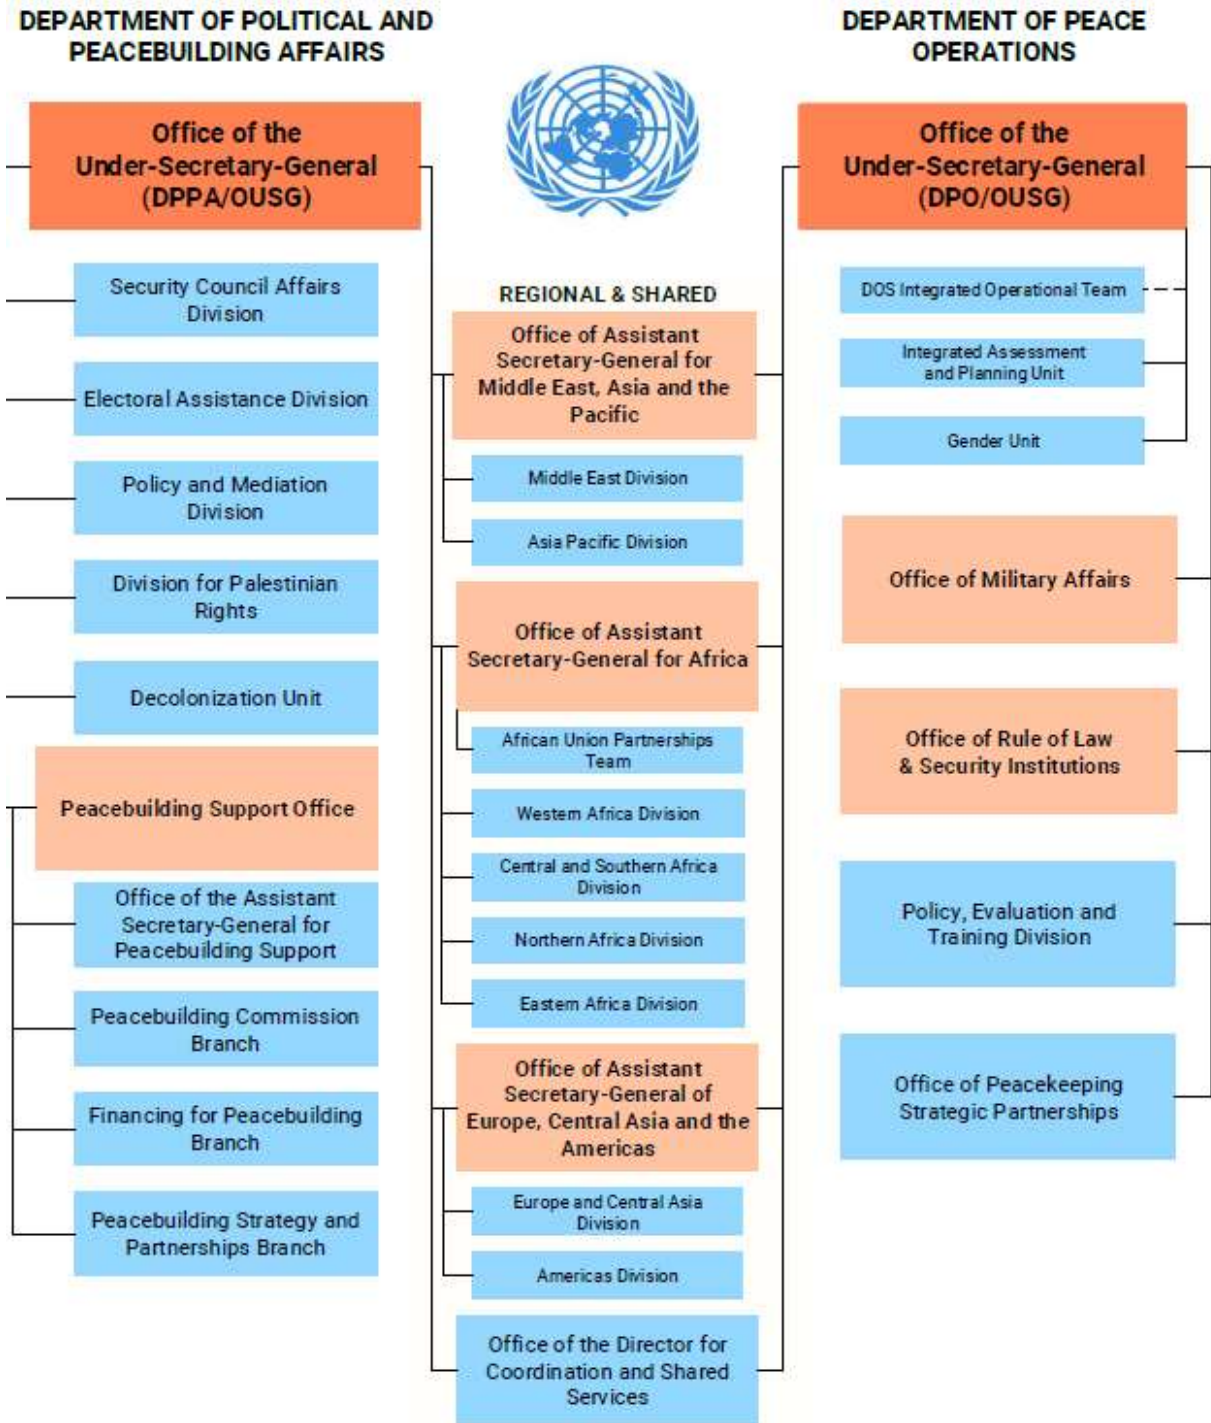 DEPARTMENT OF POLITICAL AND
PEACEBUILDING AFFAIRS
Office of the
Under-Secretary-General
(DPPA/OUSG)
Security Council Affairs
Division
Electoral Assistance Division
Policy and Mediation
Division
Division for Palestinian
Rights
Decolonization Unit
Peacebuilding Support Office
Office of the Assistant
Secretary-General for
Peacebuilding Support
Peacebuilding Commission
Branch
Financing for Peacebuilding
Branch
Peacebuilding Strategy and
Partnerships Branch
REGIONAL & SHARED
Office of Assistant
Secretary-General for
Middle East, Asia and the
Pacific
Middle East Division
Asia Pacific Division
Office of Assistant
Secretary-General for Africa
African Union Partnerships
Team
Western Africa Division
Central and Southern Africa
Division
Northern Africa Division
Eastern Africa Division
Office of Assistant
Secretary-General of
Europe, Central Asia and the
Americas
Europe and Central Asia
Division
Americas Division
Office of the Director for
Coordination and Shared
Services
DEPARTMENT OF PEACE
OPERATIONS
Office of the
Under-Secretary-General
(DPO/OUSG)
DOS Integrated Operational Team
Integrated Assessment
and Planning Unit
Gender Unit
Office of Military Affairs
Office of Rule of Law
& Security Institutions
Policy, Evaluation and
Training Division
Office of Peacekeeping
Strategic Partnerships